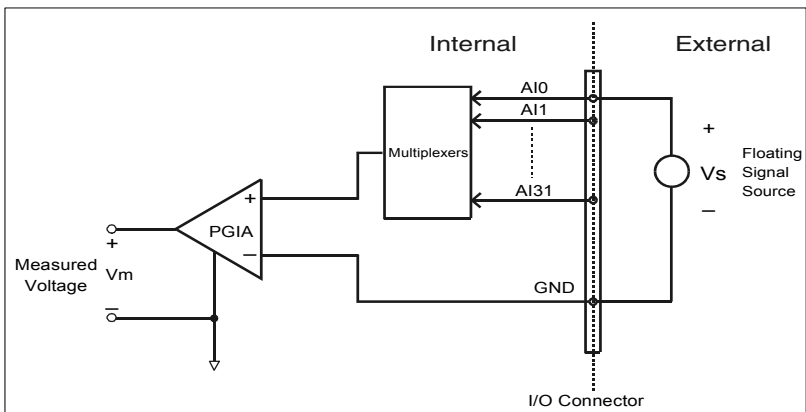 Internal
External
AI0
AI1
Multiplexers
AI31
+
Vs
–
Floating
Signal
Source
+
PGIA
–
Measured
Voltage
+
Vm
–
GND
I/O Connector